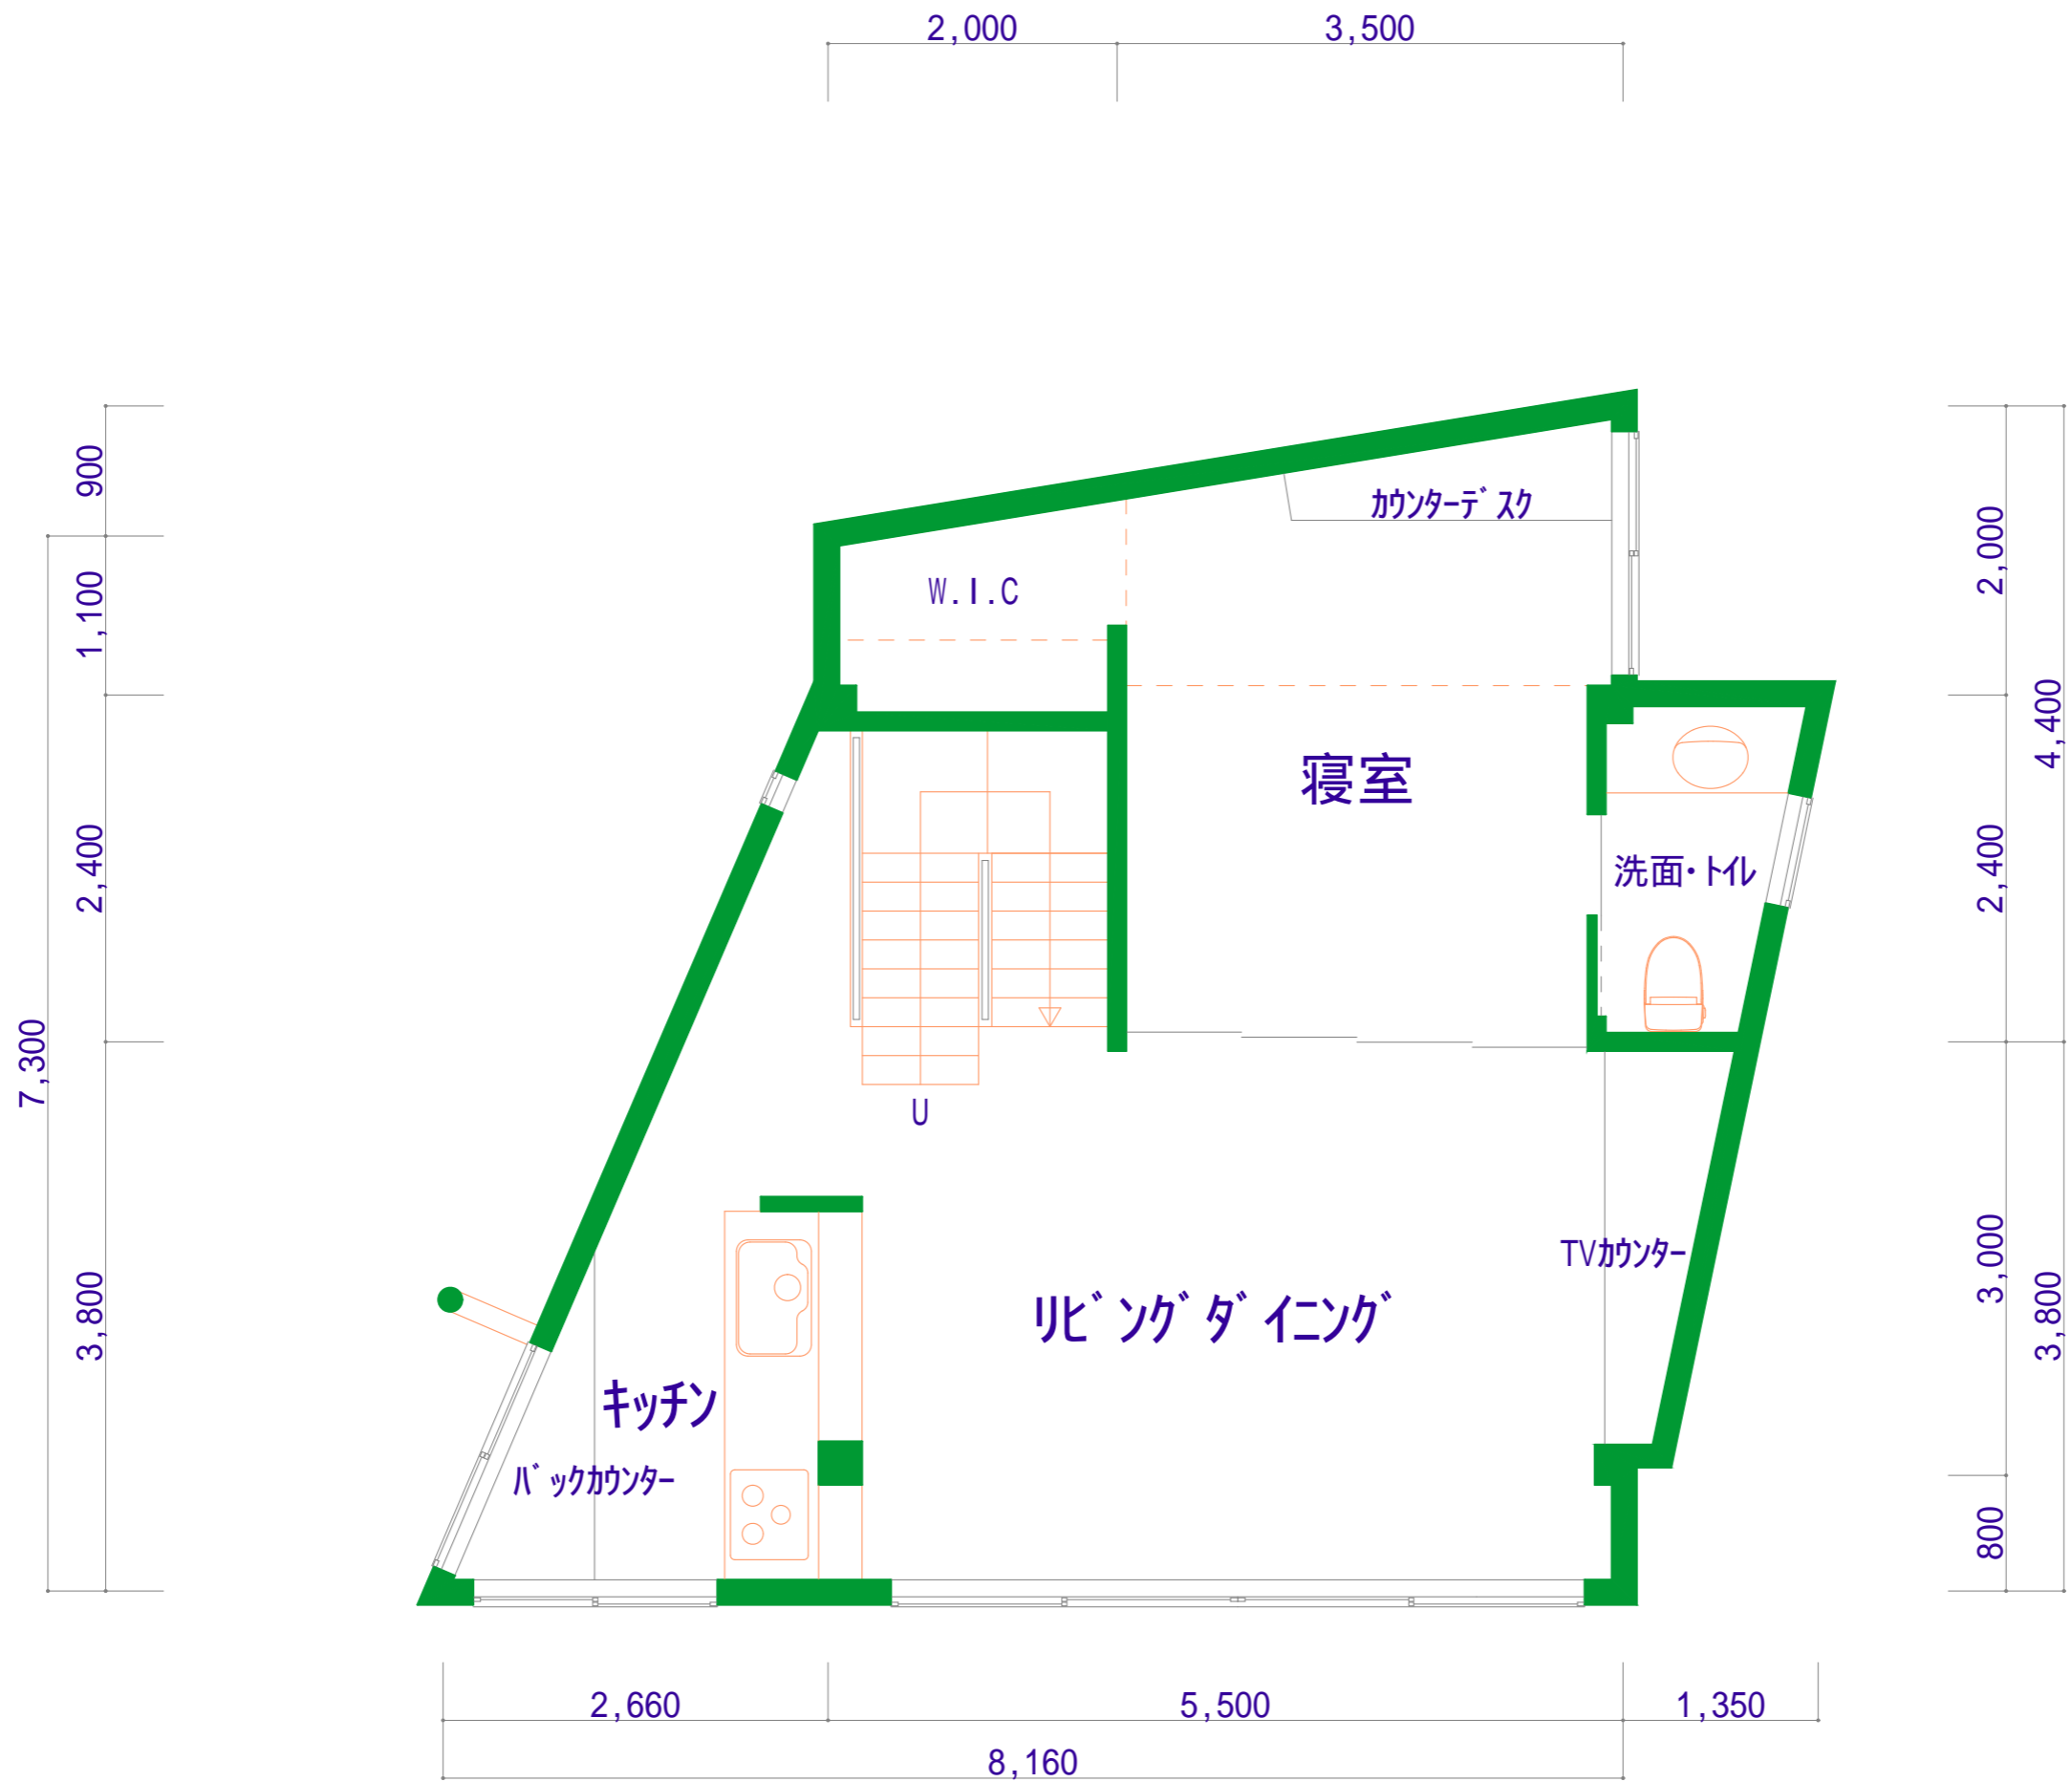 2,000
3,500
900
1,100
2,400
7,300
3,800
カウンターデスク
W.I.C
寝室
洗面・トイレ
U
TVカウンター
リビングダイニング
キッチン
バックカウンター
2,000
4,400
2,400
3,000
3,800
800
2,660
5,500
1,350
8,160